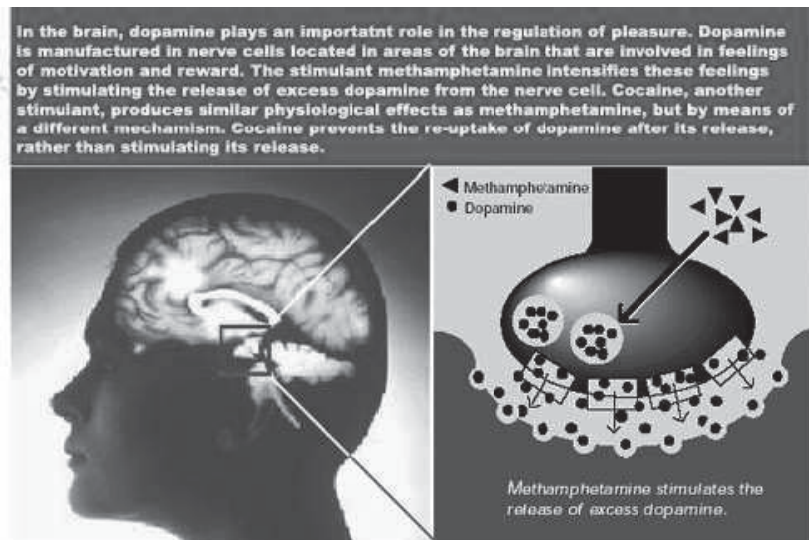 In the brain, dopamine plays an importatnt role in the regulation of pleasure. Dopamine
is manufactured in nerve cells located in areas of the brain that are involved in feelings
of motivation and reward. The stimulant methamphetamine intensifies these feelings
by stimulating the release of excess dopamine from the nerve cell. Cocaine, another
stimulant, produces similar physiological effects as methamphetamine, but by means of
a different mechanism. Cocaine prevents the re-uptake of dopamine after its release,
rather than stimulating its release.
Methamphetamine
Dopamine
Methamphetamine stimulates the
release of excess dopamine.